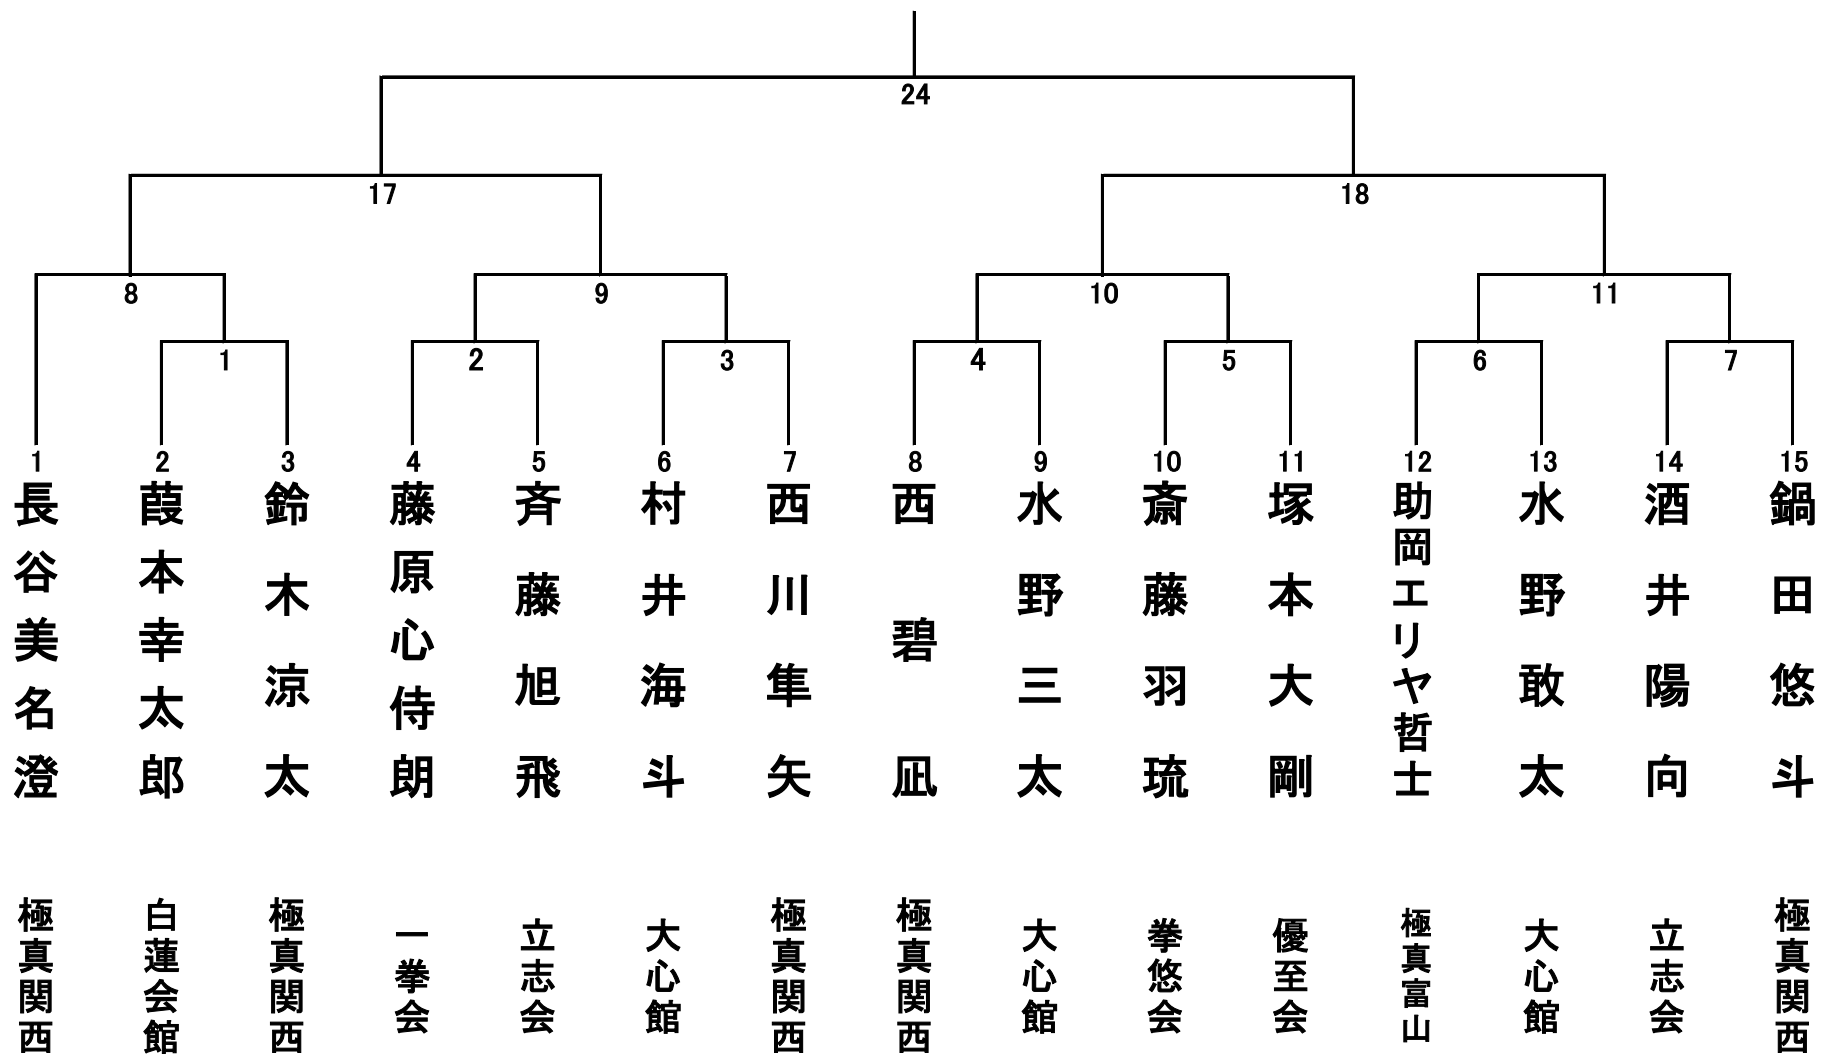 24
17
18
8
9
10
11
1
2
3
4
5
6
7
1
2
3
4
5
6
7
8
9
10
11
12
13
14
15
長谷美名澄
葭本幸太郎
鈴木涼太
藤原心侍朗
斉藤旭飛
村井海斗
西川隼矢
西碧凪
水野三太
斎藤羽琉
塚本大剛
助岡エリヤ哲士
水野敢太
酒井陽向
鍋田悠斗
極真関西
白蓮会館
極真関西
一拳会
立志会
大心館
極真関西
極真関西
大心館
拳悠会
優至会
極真富山
大心館
立志会
極真関西